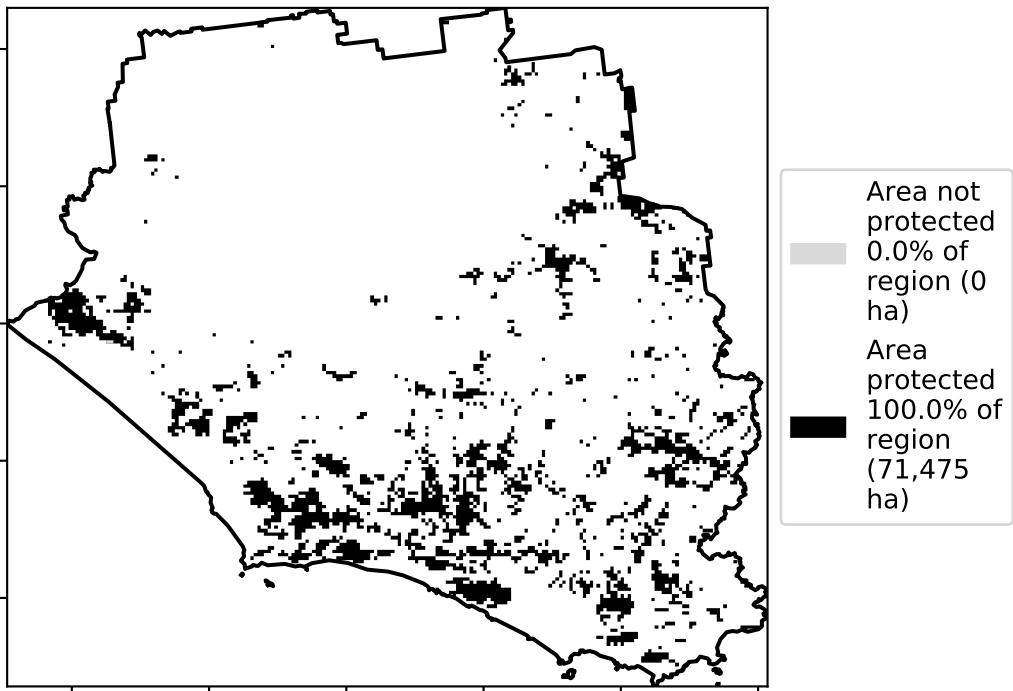 Area not
protected
0.0% of
region (0
ha)
Area
protected
100.0% of
region
(71,475
ha)